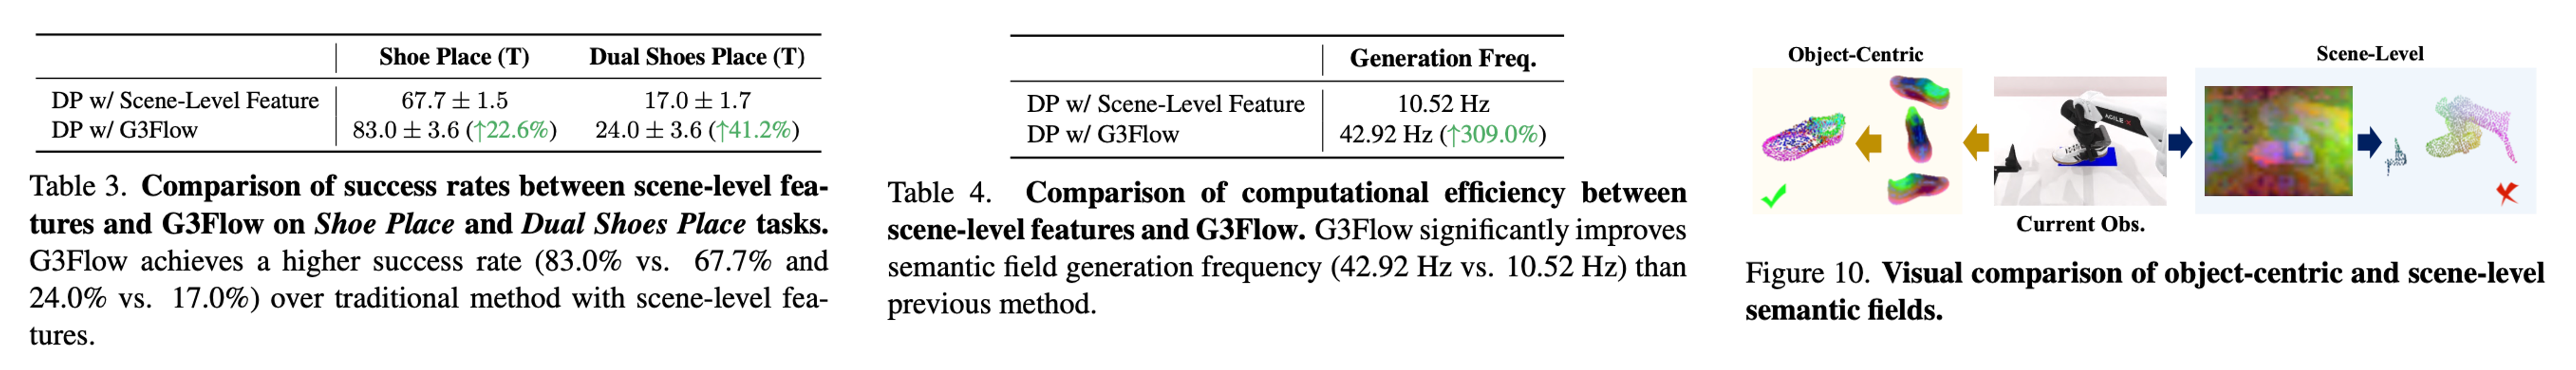 Shoe Place (T) Dual Shoes Place (T)
DP w/ Scene-Level Feature 67.7 ± 1.5 17.0 ± 1.7
DP w/ G3Flow 83.0 ± 3.6 (↑22.6%) 24.0 ± 3.6 (↑41.2%)
Table 3. Comparison of success rates between scene-level fea-
tures and G3Flow on Shoe Place and Dual Shoes Place tasks.
G3Flow achieves a higher success rate (83.0% vs. 67.7% and
24.0% vs. 17.0%) over traditional method with scene-level fea-
tures.
Generation Freq.
DP w/ Scene-Level Feature 10.52 Hz
DP w/ G3Flow 42.92 Hz (↑309.0%)
Table 4. Comparison of computational efficiency between
scene-level features and G3Flow. G3Flow significantly improves
semantic field generation frequency (42.92 Hz vs. 10.52 Hz) than
previous method.
Object-Centric
Scene-Level
AGILE X
Current Obs.
Figure 10. Visual comparison of object-centric and scene-level
semantic fields.